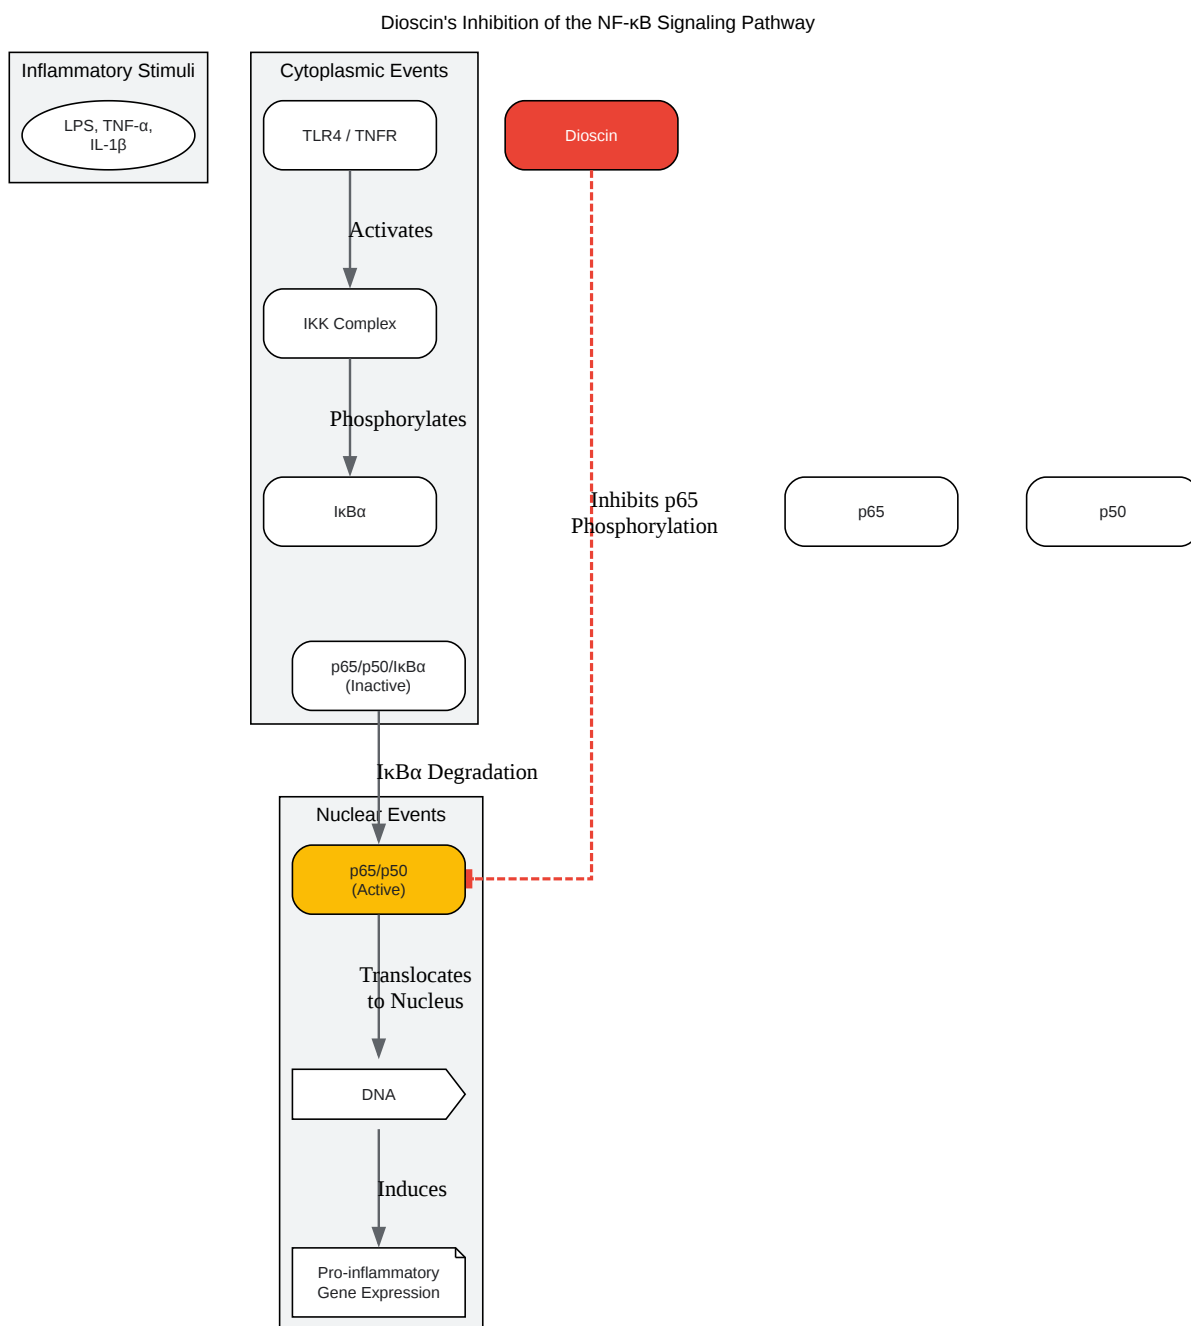 Dioscin's Inhibition of the NF-κB Signaling Pathway
Inflammatory Stimuli
LPS, TNF-α,
IL-1β
Cytoplasmic Events
TLR4 / TNFR
Dioscin
Activates
IKK Complex
Phosphorylates
Inhibits p65
Phosphorylation
IκBα
p65
p50
p65/p50/IκBα
(Inactive)
IκBα Degradation
Nuclear Events
p65/p50
(Active)
Translocates
to Nucleus
DNA
Induces
Pro-inflammatory
Gene Expression